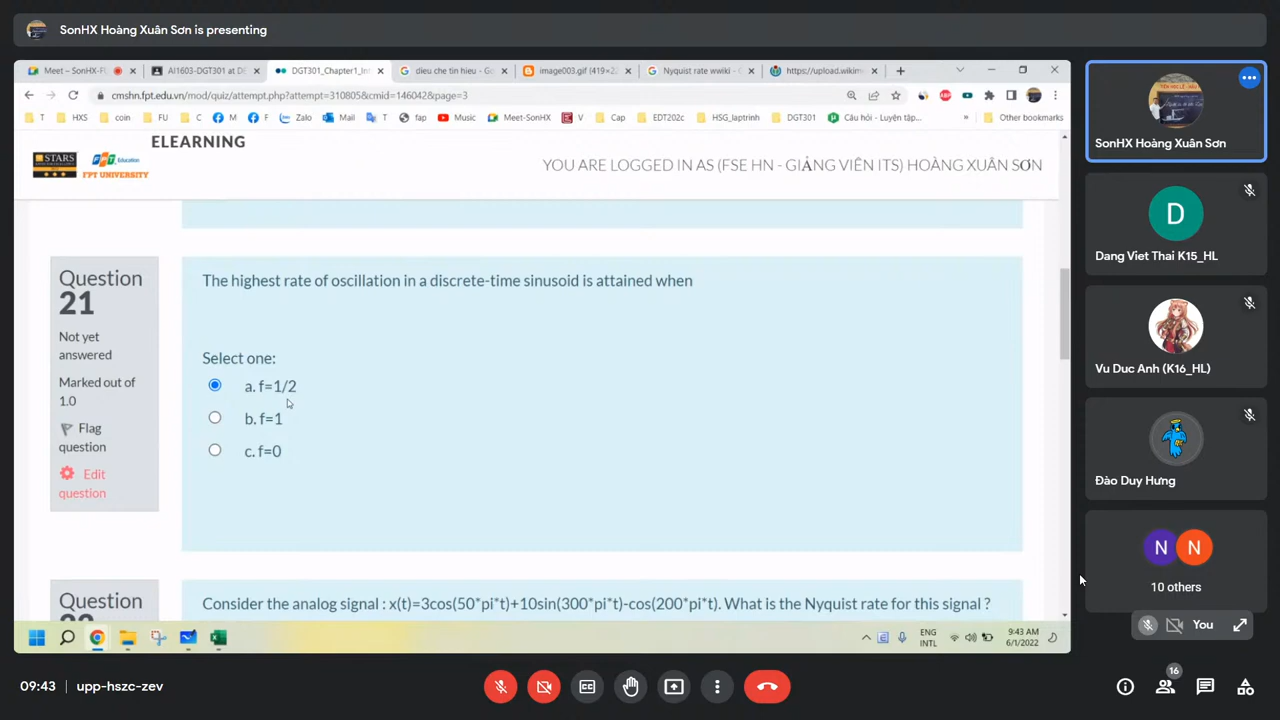 SonHX Hoàng Xuân Sơn is presenting
Meet – SonHX-FU
AI1603-DGT301 at DE
DGT301_Chapter1_In
dieu che tin hieu - Go
image003.gif (419×2
Nyquist rate wwiki - G
https://upload.wikime
cmshn.fpt.edu.vn/mod/quiz/attempt.php?attempt=310805&cmid=146042&page=3
T HXS coin FU C M F Zalo Mail T fap Music Meet-SonHX V Cap EDT202c HSG_laptrinh DGT301 Câu hỏi - Luyện tập... » Other bookmarks
ELEARNING
STARS
FPT Education
FPT UNIVERSITY
YOU ARE LOGGED IN AS (FSE HN - GIẢNG VIÊN ITS) HOÀNG XUÂN SƠN
Question
21
Not yet
answered
Marked out of
1.0
Flag
question
Edit
question
The highest rate of oscillation in a discrete-time sinusoid is attained when
Select one:
a. f=1/2
b. f=1
c. f=0
Question
Consider the analog signal : x(t)=3cos(50*pi*t)+10sin(300*pi*t)-cos(200*pi*t). What is the Nyquist rate for this signal ?
ENG
INTL
9:43 AM
6/1/2022
SonHX Hoàng Xuân Sơn
D
Dang Viet Thai K15_HL
Vu Duc Anh (K16_HL)
Đào Duy Hưng
N N
10 others
You
09:43 | upp-hszc-zev
16